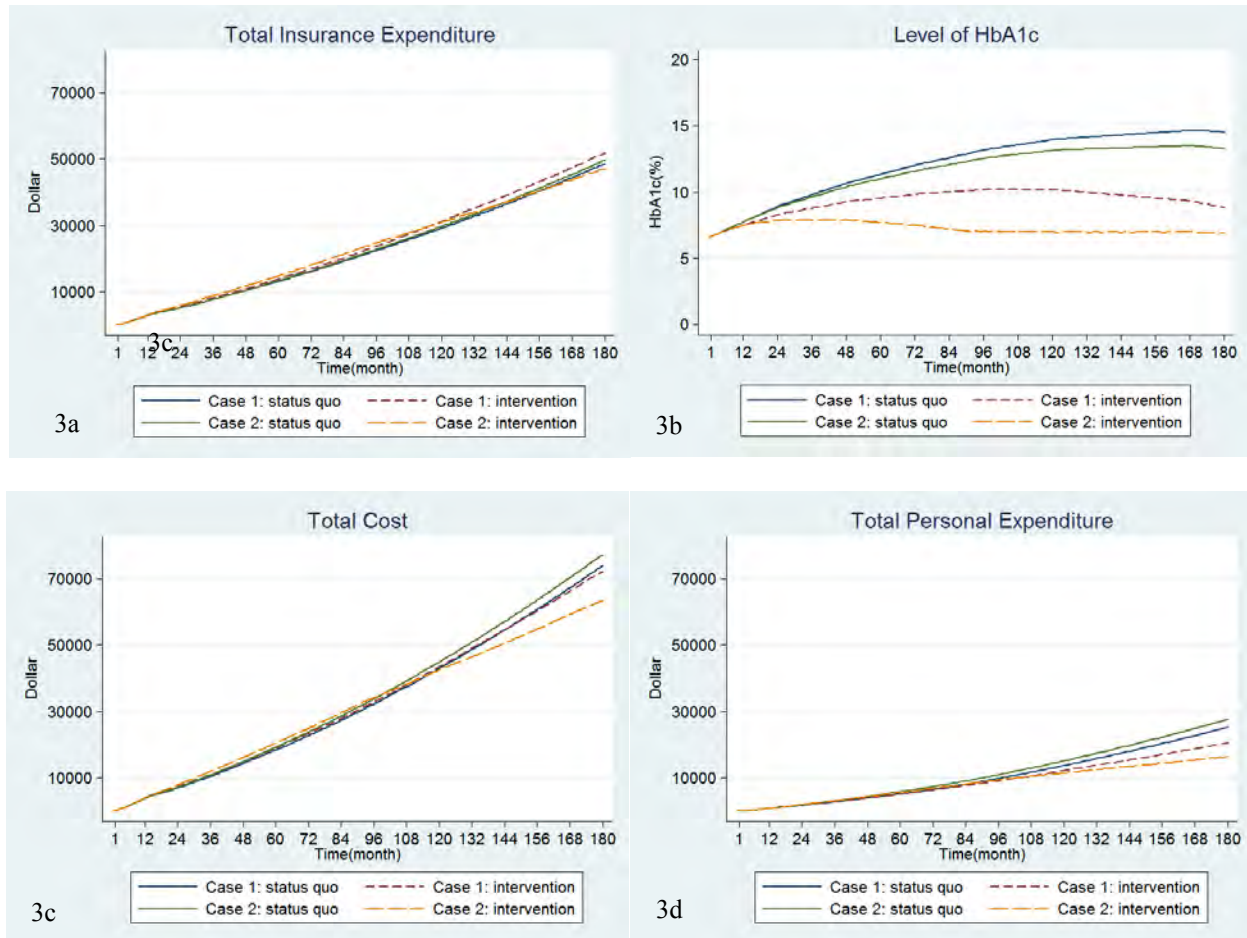 Total Insurance Expenditure
70000
50000
30000
10000
Dollar
1 12 24 36 48 60 72 84 96 108 120 132 144 156 168 180
3c
Time(month)
Case 1: status quo Case 1: intervention
Case 2: status quo Case 2: intervention
3a
Level of HbA1c
20
15
10
5
0
HbA1c(%)
1 12 24 36 48 60 72 84 96 108 120 132 144 156 168 180
Time(month)
Case 1: status quo Case 1: intervention
Case 2: status quo Case 2: intervention
3b
Total Cost
70000
50000
30000
10000
Dollar
1 12 24 36 48 60 72 84 96 108 120 132 144 156 168 180
Time(month)
Case 1: status quo Case 1: intervention
Case 2: status quo Case 2: intervention
3c
Total Personal Expenditure
70000
50000
30000
10000
Dollar
1 12 24 36 48 60 72 84 96 108 120 132 144 156 168 180
Time(month)
Case 1: status quo Case 1: intervention
Case 2: status quo Case 2: intervention
3d